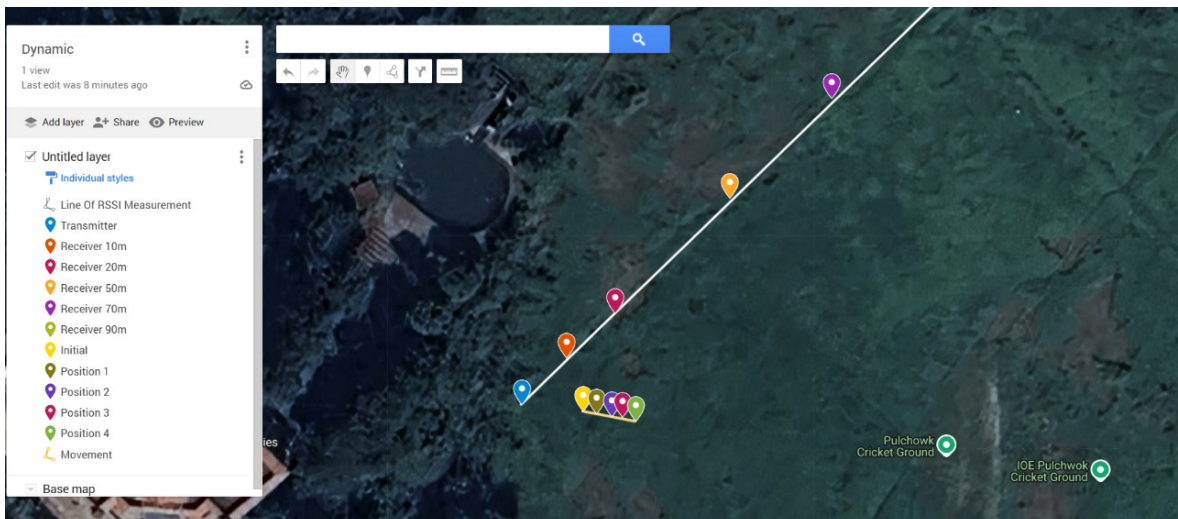 Dynamic
1 view
Last edit was 8 minutes ago
Add layer Share Preview
Untitled layer
Individual styles
Line Of RSSI Measurement
Transmitter
Receiver 10m
Receiver 20m
Receiver 50m
Receiver 70m
Receiver 90m
Initial
Position 1
Position 2
Position 3
Position 4
Movement
Base map
ies
Pulchowk
Cricket Ground
IOE Pulchwok
Cricket Ground